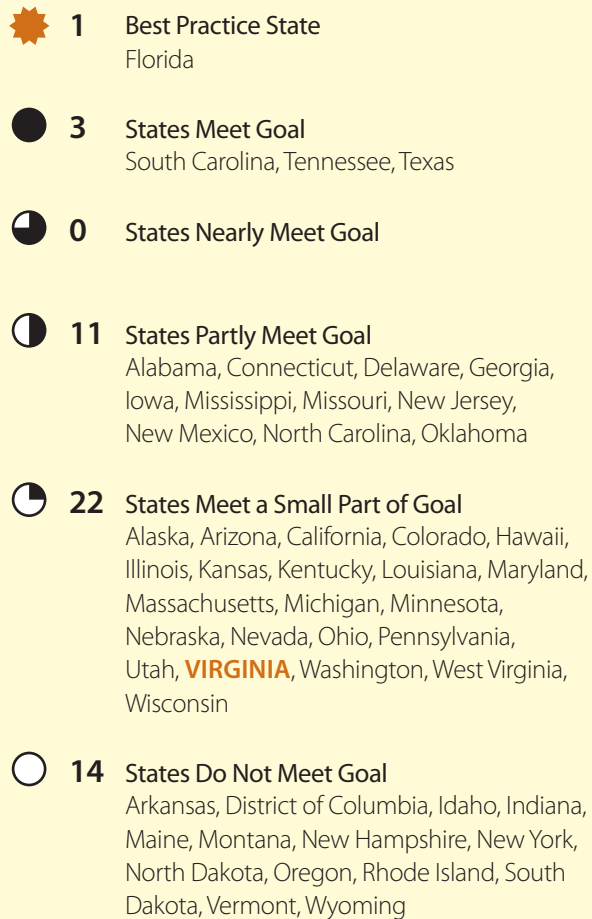 1 Best Practice State
Florida
3 States Meet Goal
South Carolina, Tennessee, Texas
0 States Nearly Meet Goal
11 States Partly Meet Goal
Alabama, Connecticut, Delaware, Georgia,
Iowa, Mississippi, Missouri, New Jersey,
New Mexico, North Carolina, Oklahoma
22 States Meet a Small Part of Goal
Alaska, Arizona, California, Colorado, Hawaii,
Illinois, Kansas, Kentucky, Louisiana, Maryland,
Massachusetts, Michigan, Minnesota,
Nebraska, Nevada, Ohio, Pennsylvania,
Utah, VIRGINIA, Washington, West Virginia,
Wisconsin
14 States Do Not Meet Goal
Arkansas, District of Columbia, Idaho, Indiana,
Maine, Montana, New Hampshire, New York,
North Dakota, Oregon, Rhode Island, South
Dakota, Vermont, Wyoming